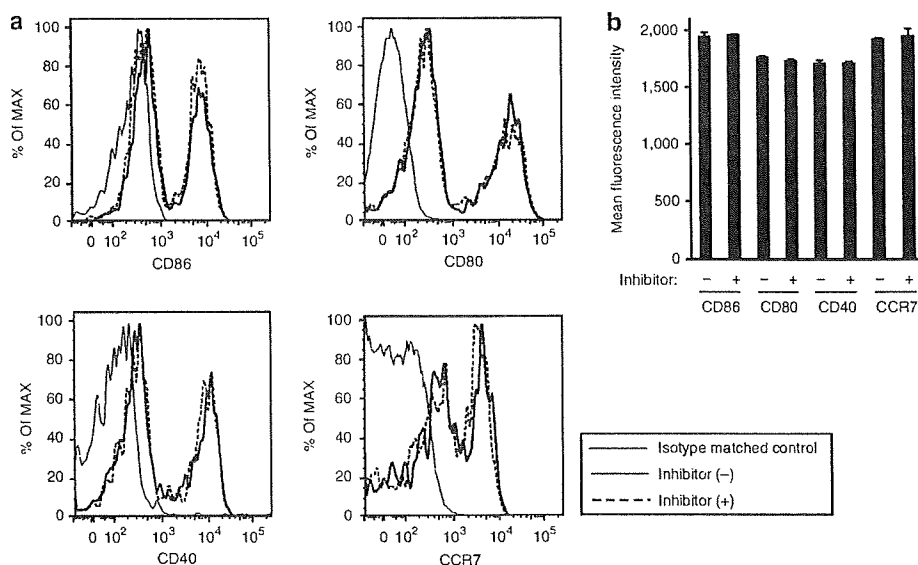 a
100
80
60
40
20
0
% Of MAX
0 10² 10³ 10⁴ 10⁵
CD86
100
80
60
40
20
0
% Of MAX
0 10² 10³ 10⁴ 10⁵
CD80
100
80
60
40
20
0
% Of MAX
0 10² 10³ 10⁴ 10⁵
CD40
100
80
60
40
20
0
% Of MAX
0 10² 10³ 10⁴ 10⁵
CCR7
b
2,000
1,500
1,000
500
0
Mean fluorescence intensity
Inhibitor: – + – + – + – +
CD86 CD80 CD40 CCR7
Isotype matched control
Inhibitor (–)
Inhibitor (+)